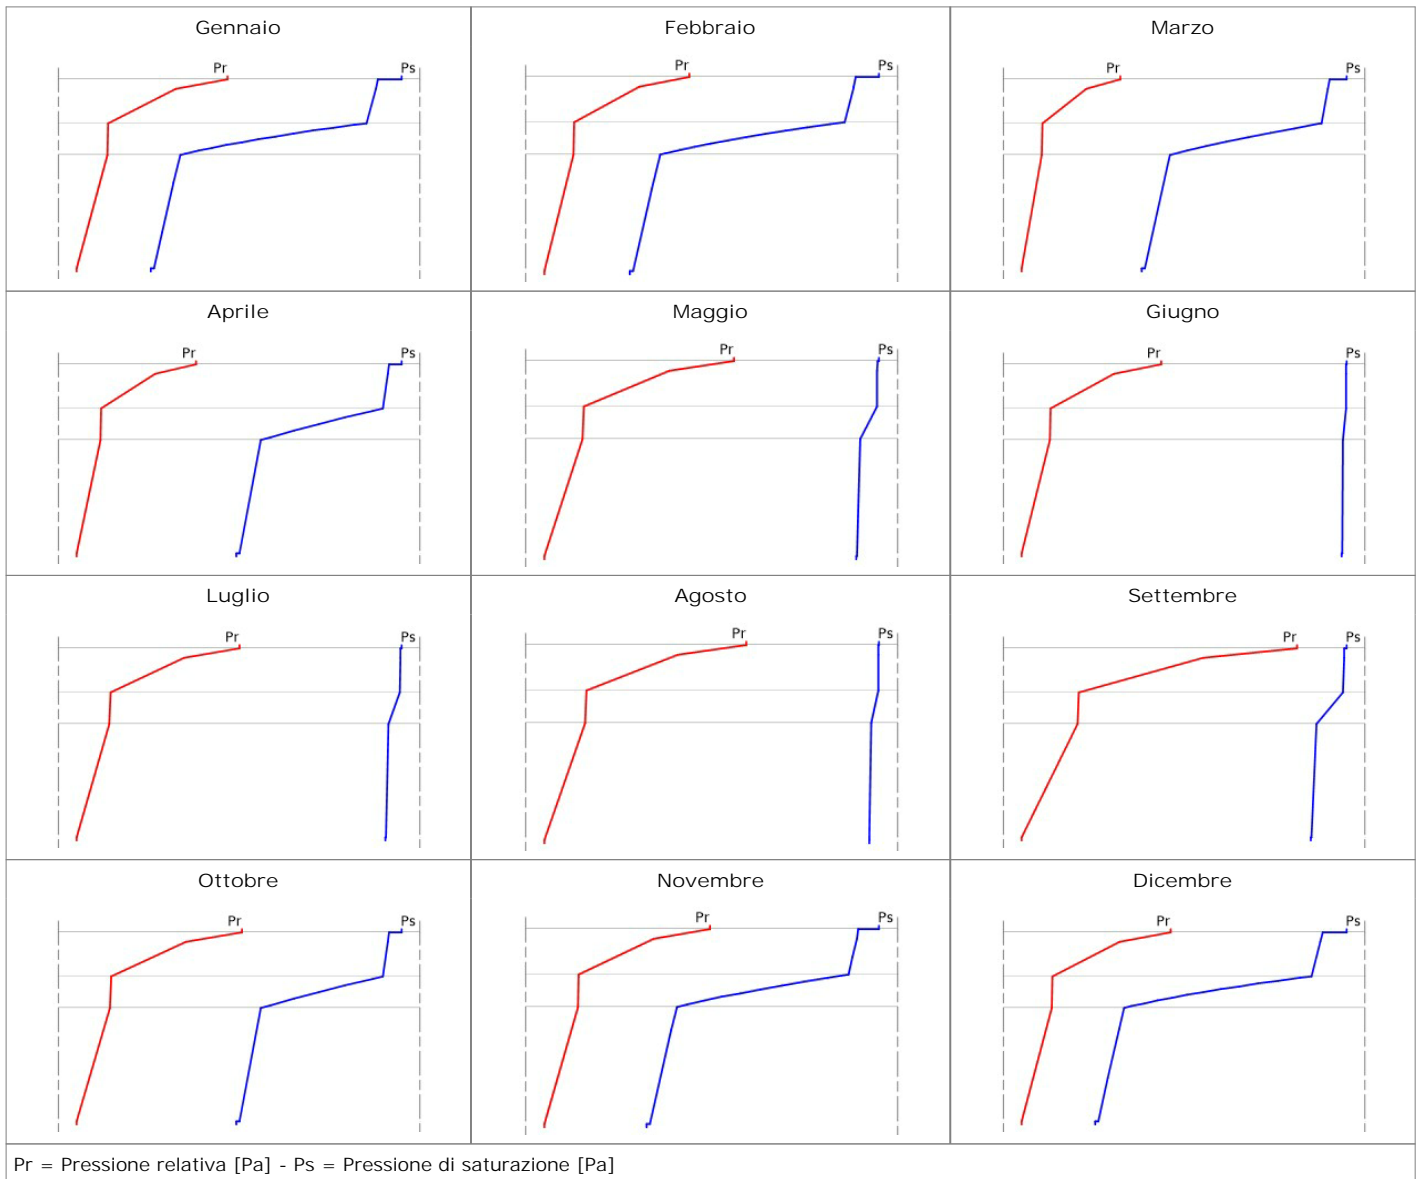 Gennaio
Pr Ps
Febbraio
Pr Ps
Marzo
Pr Ps
Aprile
Pr Ps
Maggio
Pr Ps
Giugno
Pr Ps
Luglio
Pr Ps
Agosto
Pr Ps
Settembre
Pr Ps
Ottobre
Pr Ps
Novembre
Pr Ps
Dicembre
Pr Ps
Pr = Pressione relativa [Pa] - Ps = Pressione di saturazione [Pa]